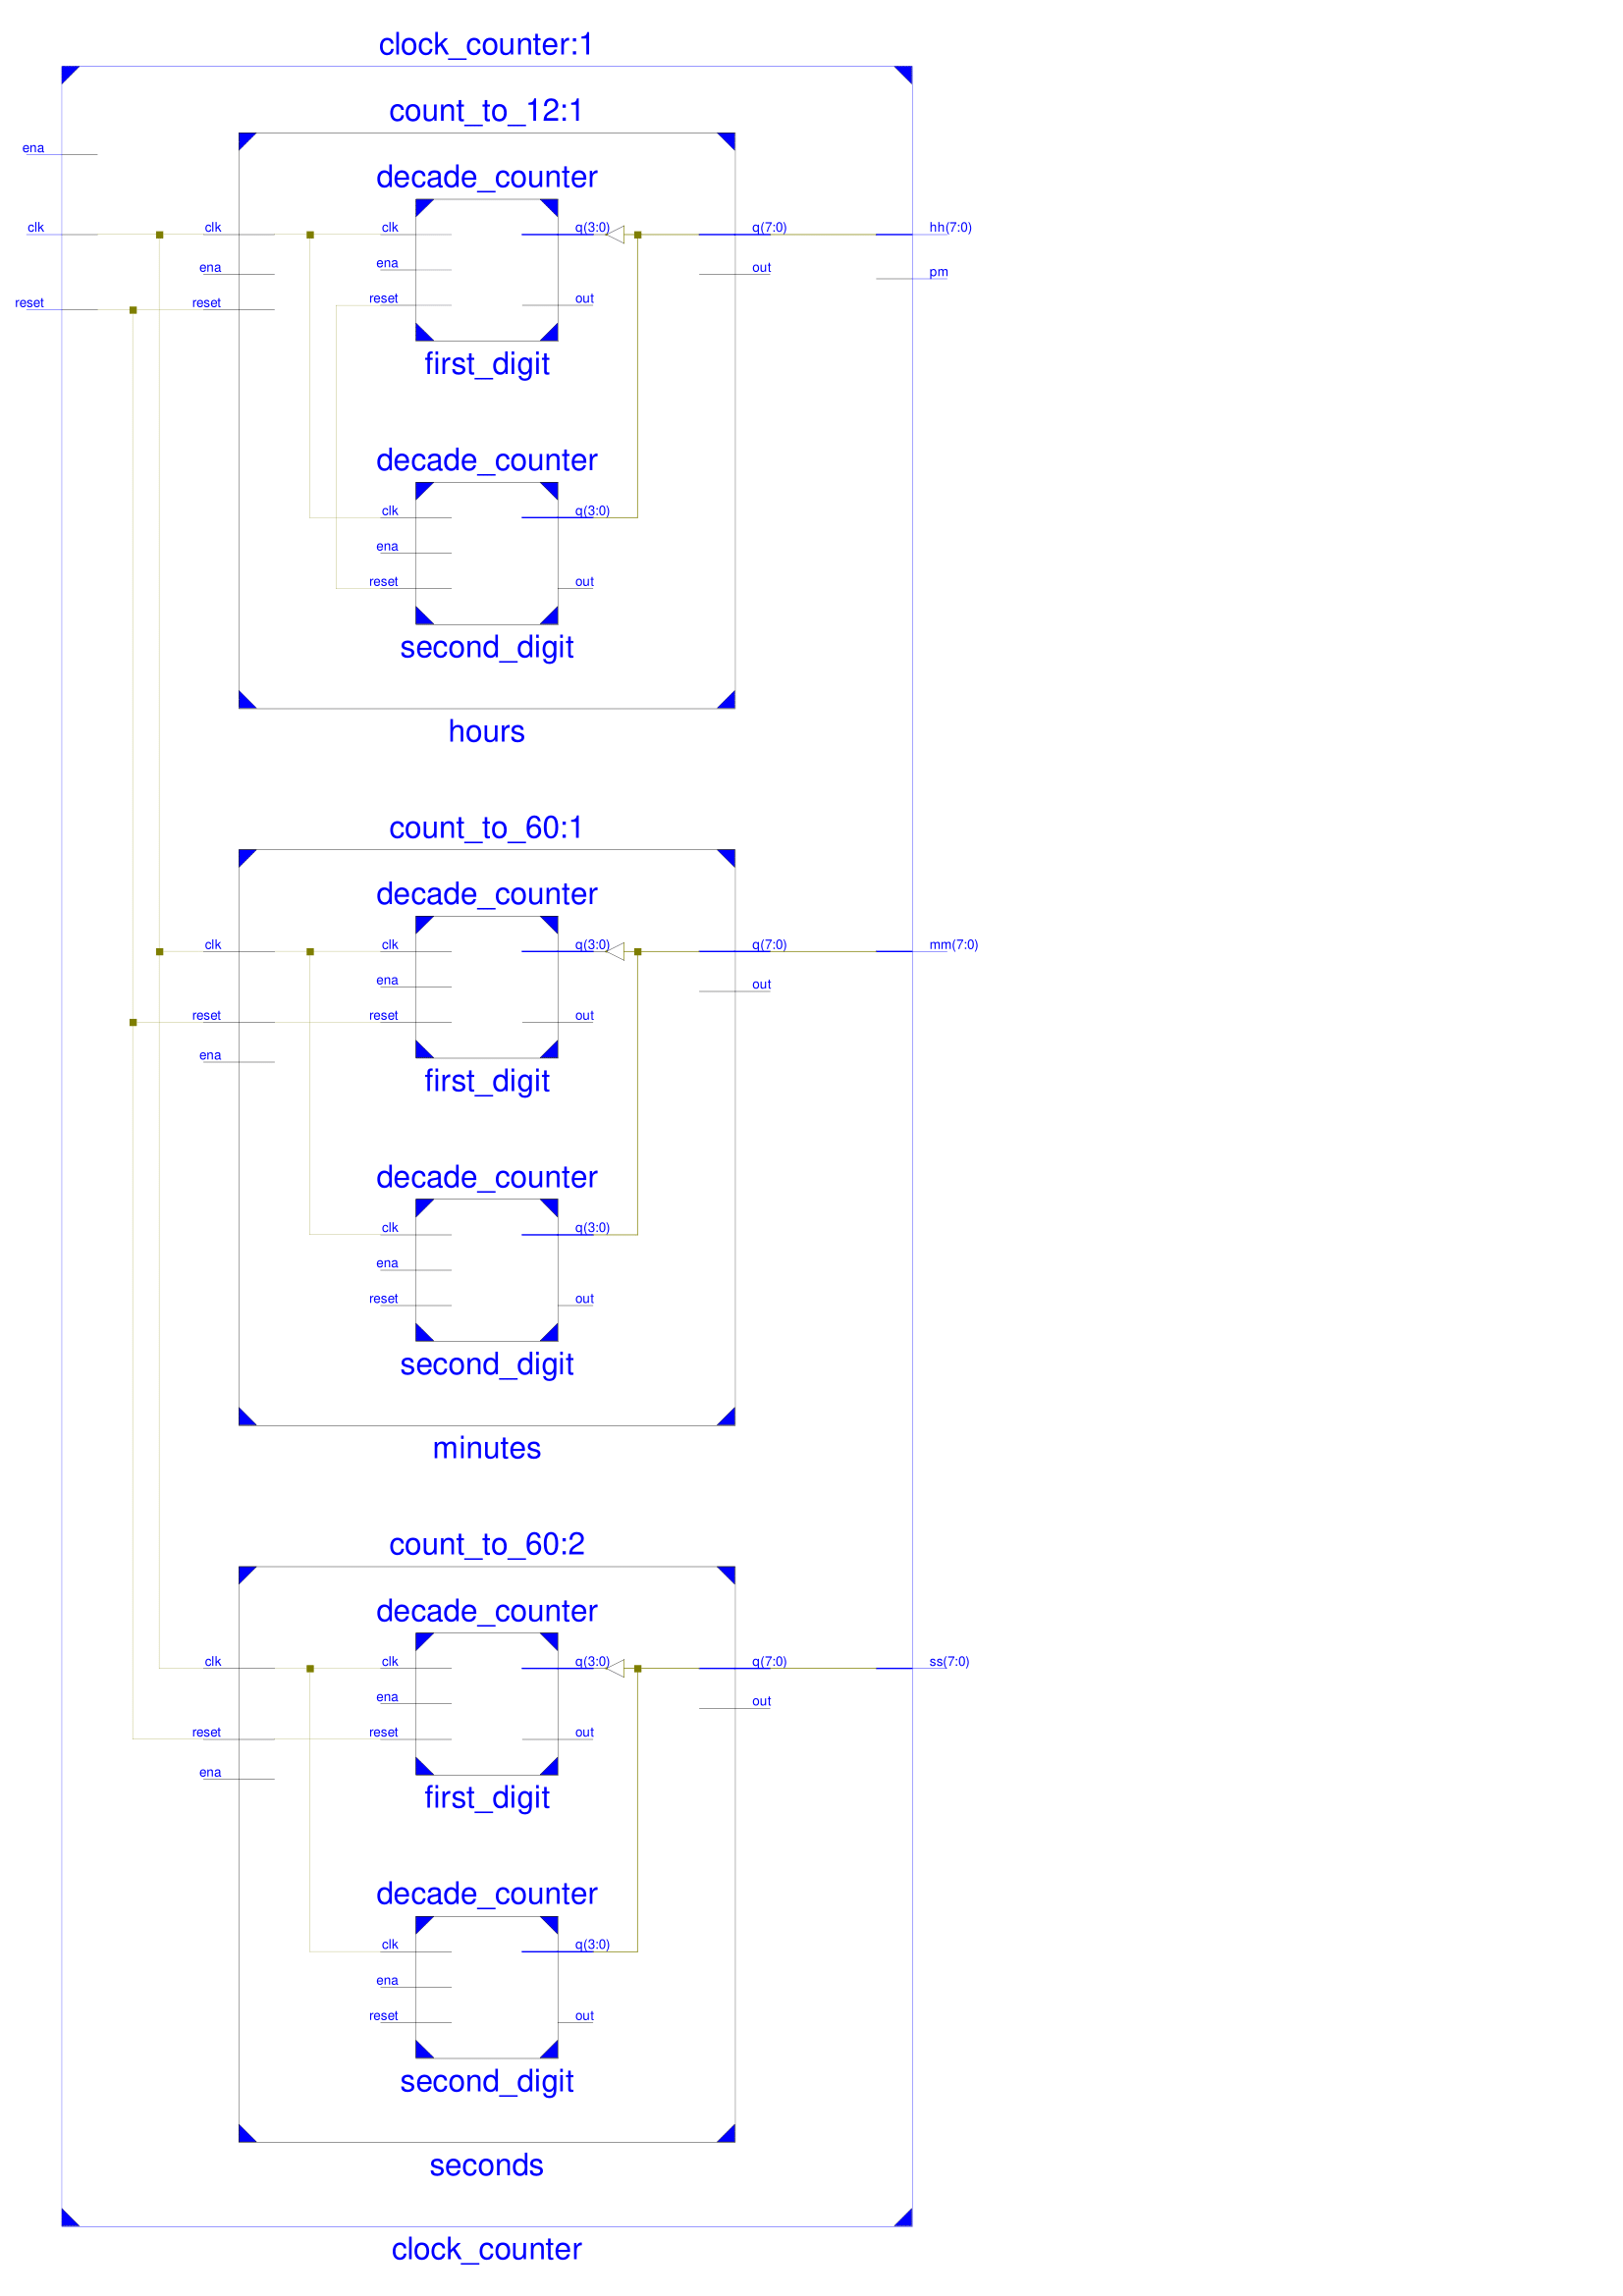 clock_counter:1
count_to_12:1
ena
decade_counter
clk
clk
clk
q(3:0)
q(7:0)
hh(7:0)
ena
ena
out
pm
reset
reset
reset
out
first_digit
decade_counter
clk
q(3:0)
ena
reset
out
second_digit
hours
count_to_60:1
decade_counter
clk
clk
q(3:0)
q(7:0)
mm(7:0)
ena
out
reset
reset
out
ena
first_digit
decade_counter
clk
q(3:0)
ena
reset
out
second_digit
minutes
count_to_60:2
decade_counter
clk
clk
q(3:0)
q(7:0)
ss(7:0)
ena
out
reset
reset
out
ena
first_digit
decade_counter
clk
q(3:0)
ena
reset
out
second_digit
seconds
clock_counter